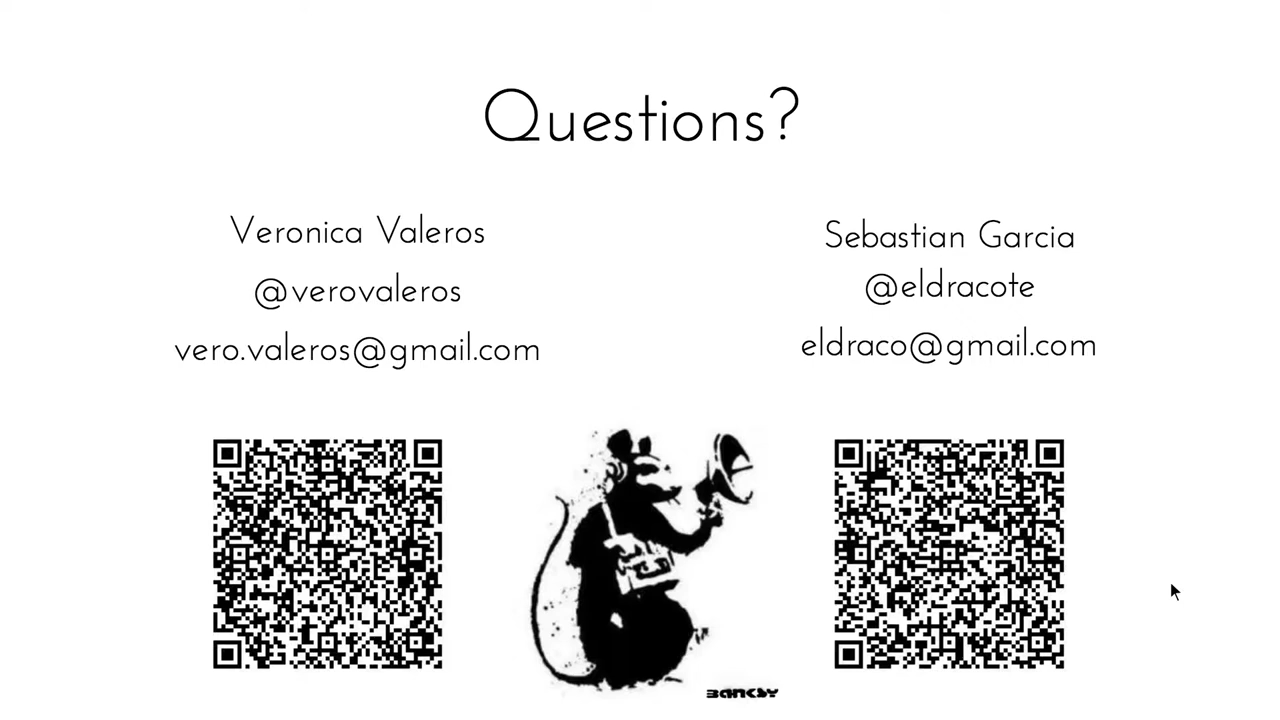 Questions?
Veronica Valeros
@verovaleros
vero.valeros@gmail.com
Sebastian Garcia
@eldracote
eldraco@gmail.com
BANKSY